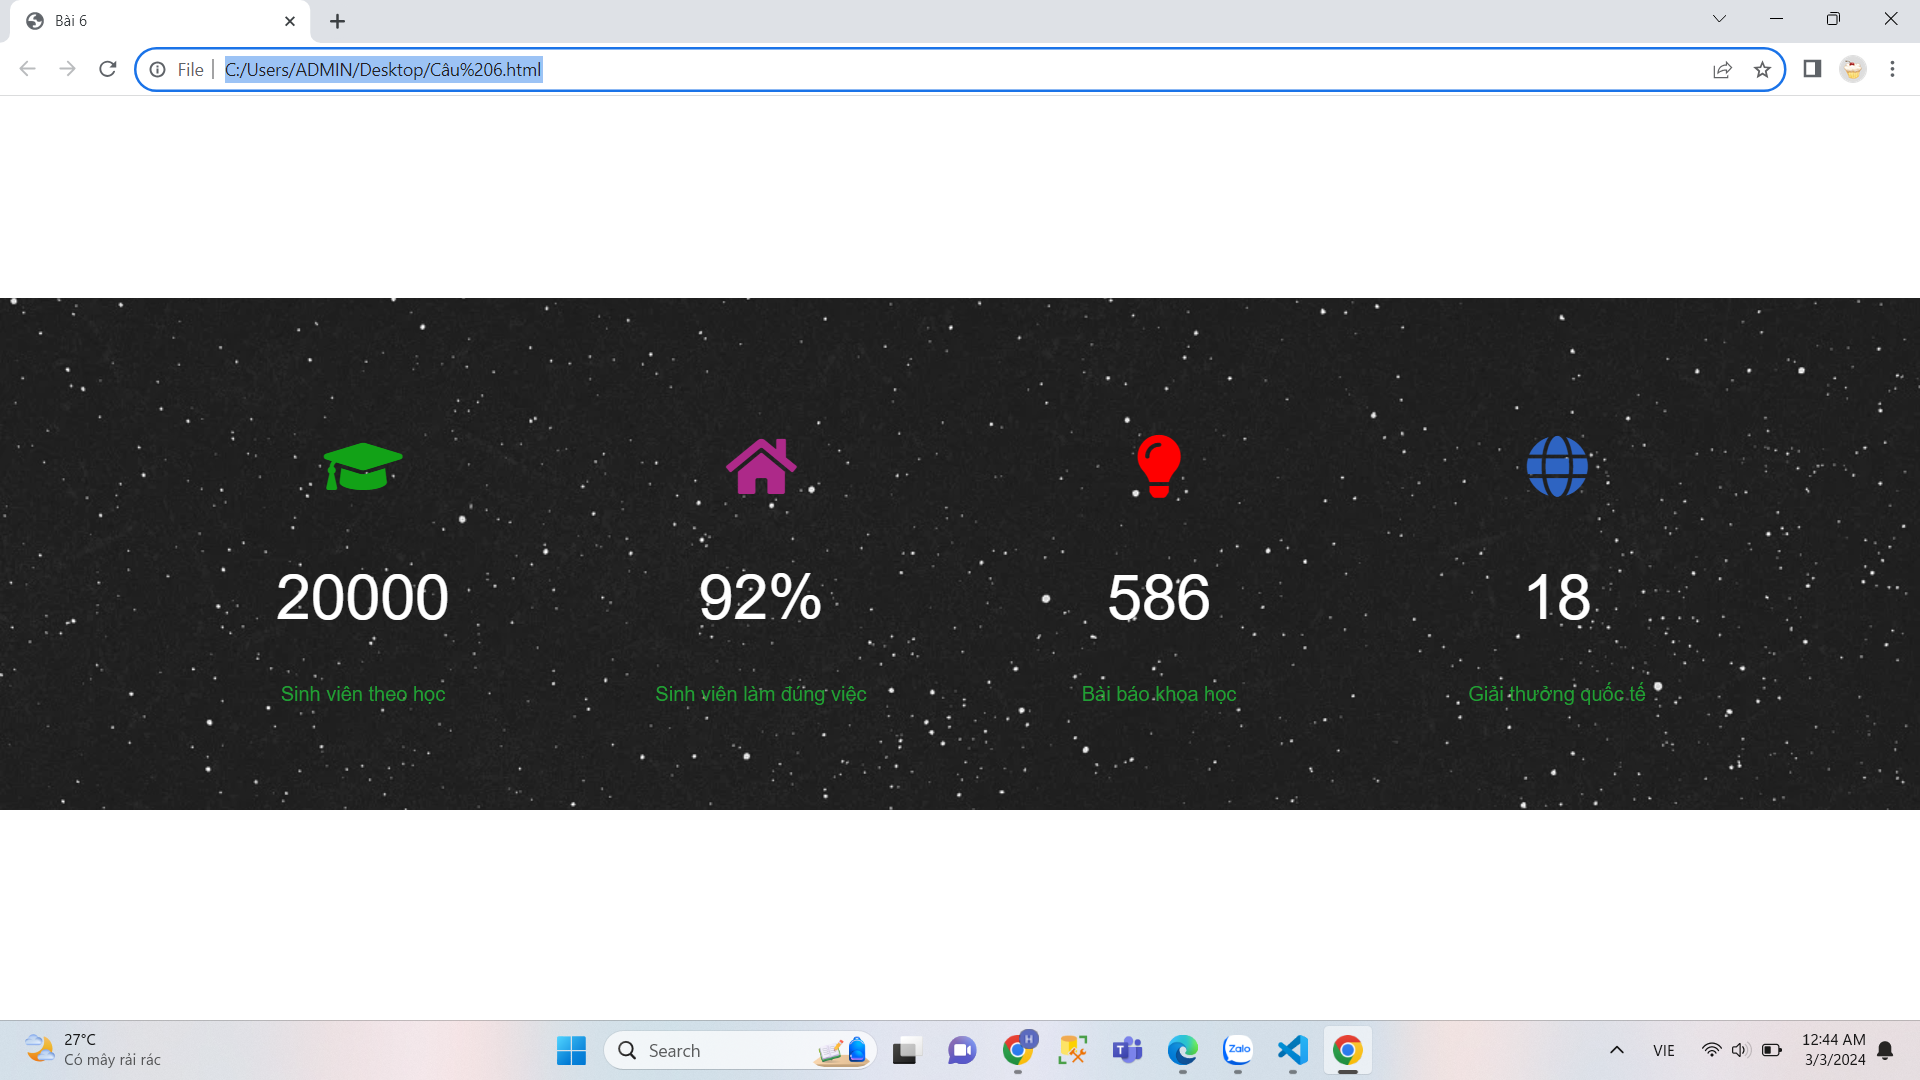 Bài 6
File
C:/Users/ADMIN/Desktop/Câu%206.html
20000
92%
586
18
Sinh viên theo học
Sinh viên làm đúng việc
Bài báo khoa học
Giải thưởng quốc tế
27°C
Có mây rải rác
Search
H
T
Zalo
VIE
12:44 AM
3/3/2024